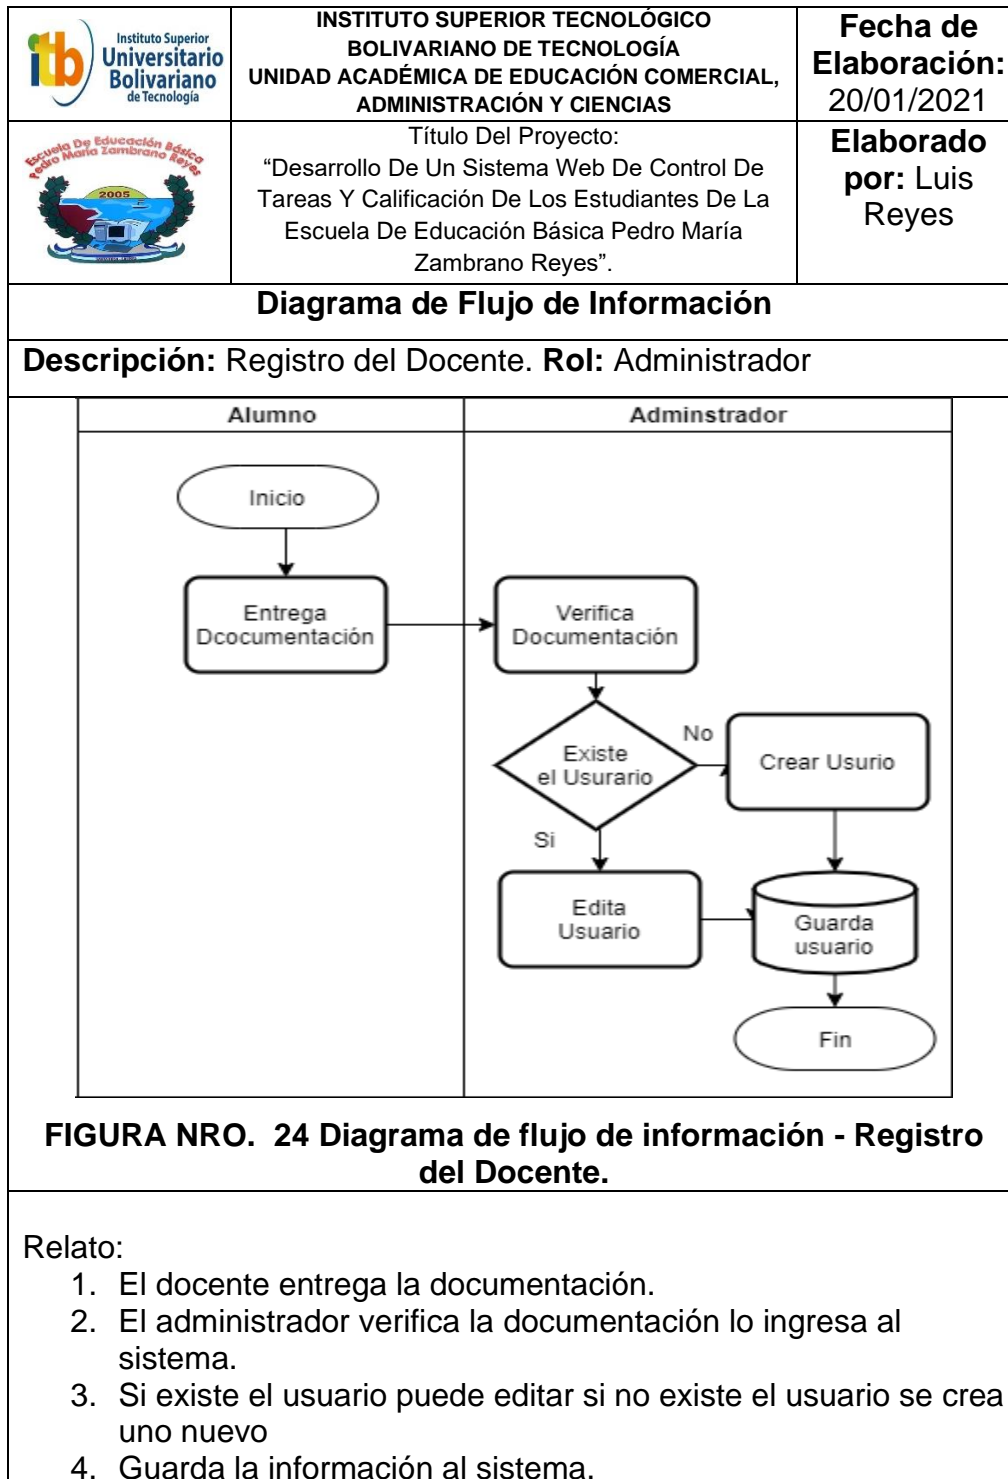 itb
Instituto Superior
Universitario
Bolivariano
de Tecnología
INSTITUTO SUPERIOR TECNOLÓGICO
BOLIVARIANO DE TECNOLOGÍA
UNIDAD ACADÉMICA DE EDUCACIÓN COMERCIAL,
ADMINISTRACIÓN Y CIENCIAS
Fecha de
Elaboración:
20/01/2021
Escuela De Educación Básica
Pedro María Zambrano Reyes
2005
Título Del Proyecto:
“Desarrollo De Un Sistema Web De Control De
Tareas Y Calificación De Los Estudiantes De La
Escuela De Educación Básica Pedro María
Zambrano Reyes”.
Elaborado
por: Luis
Reyes
Diagrama de Flujo de Información
Descripción: Registro del Docente. Rol: Administrador
Alumno
Adminstrador
Inicio
Entrega
Dcocumentación
Verifica
Documentación
Existe
el Usurario
No
Crear Usurio
Si
Edita
Usuario
Guarda
usuario
Fin
FIGURA NRO. 24 Diagrama de flujo de información - Registro
del Docente.
Relato:
1. El docente entrega la documentación.
2. El administrador verifica la documentación lo ingresa al
sistema.
3. Si existe el usuario puede editar si no existe el usuario se crea
uno nuevo
4. Guarda la información al sistema.